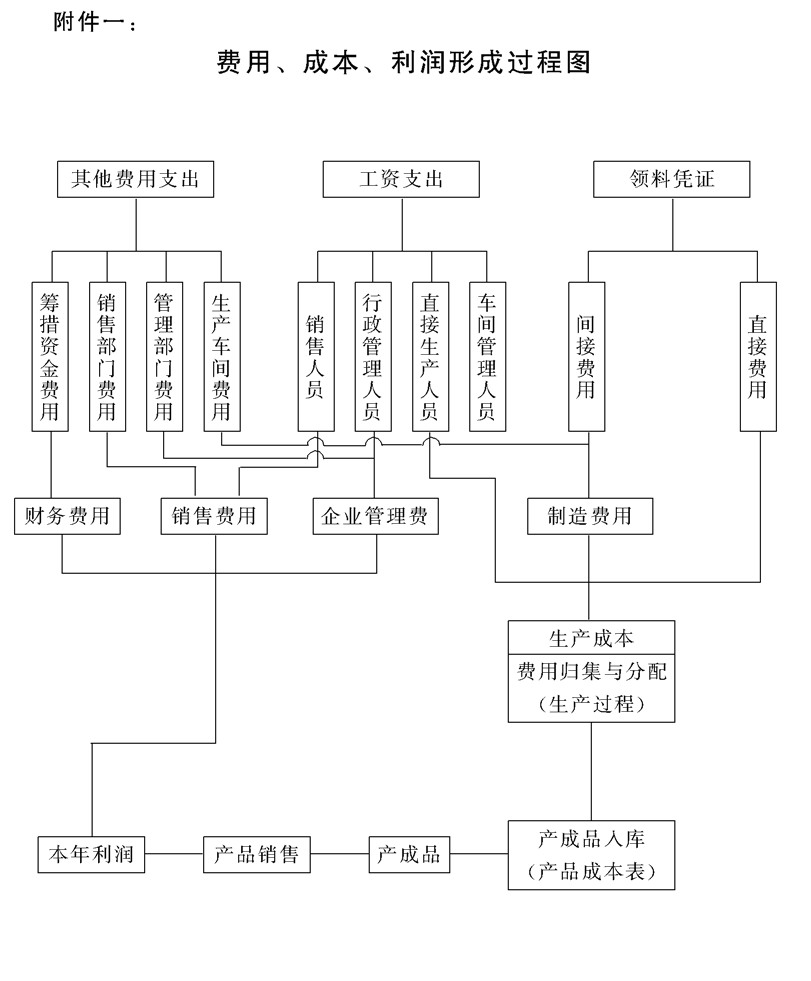 附件一：
费用、成本、利润形成过程图
其他费用支出
工资支出
领料凭证
筹措资金费用
销售部门费用
管理部门费用
生产车间费用
销售人员
行政管理人员
直接生产人员
车间管理人员
间接费用
直接费用
财务费用
销售费用
企业管理费
制造费用
生产成本
费用归集与分配
（生产过程）
本年利润
产品销售
产成品
产成品入库
（产品成本表）